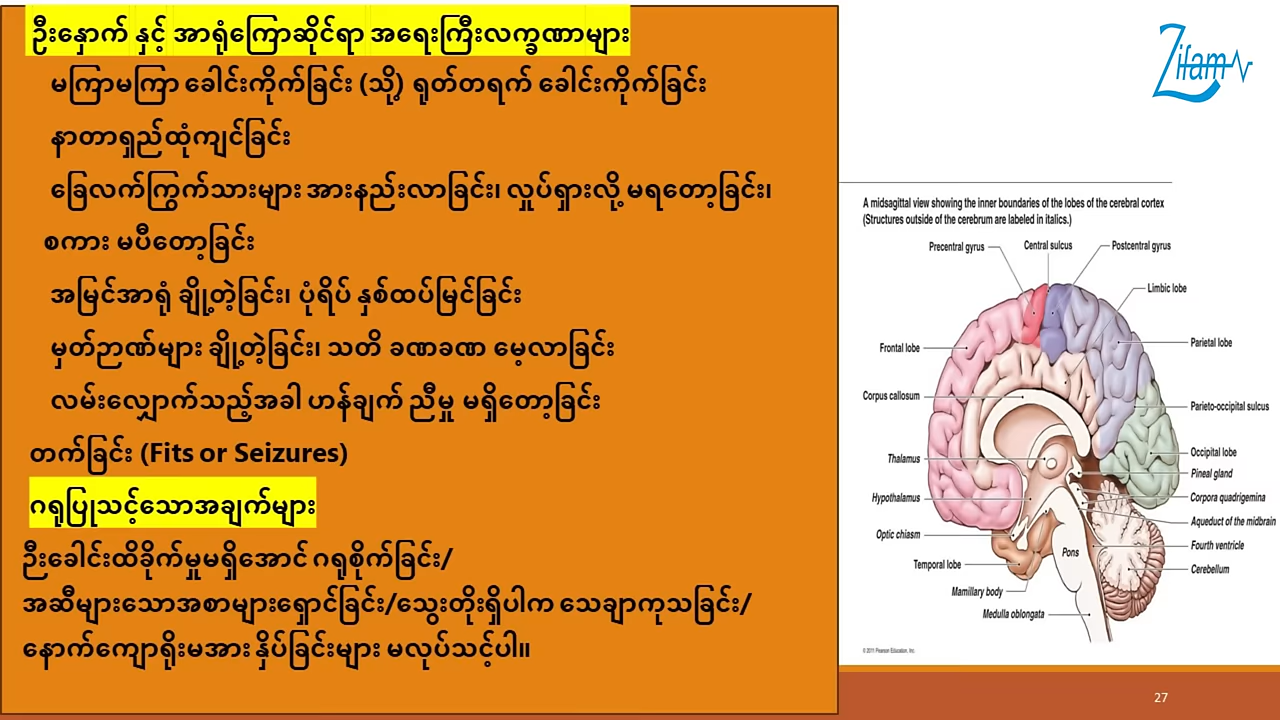 ဦးနှောက် နှင့် အာရုံကြောဆိုင်ရာ အရေးကြီးလက္ခဏာများ
မကြာမကြာ ခေါင်းကိုက်ခြင်း (သို့) ရုတ်တရက် ခေါင်းကိုက်ခြင်း
နာတာရှည်ထုံကျင်ခြင်း
ခြေလက်ကြွက်သားများ အားနည်းလာခြင်း၊ လှုပ်ရှားလို့ မရတော့ခြင်း၊
စကား မပီတော့ခြင်း
အမြင်အာရုံ ချို့တဲ့ခြင်း၊ ပုံရိပ် နှစ်ထပ်မြင်ခြင်း
မှတ်ဉာဏ်များ ချို့တဲ့ခြင်း၊ သတိ ခဏခဏ မေ့လာခြင်း
လမ်းလျှောက်သည့်အခါ ဟန်ချက် ညီမှု မရှိတော့ခြင်း
တက်ခြင်း (Fits or Seizures)
ဂရုပြုသင့်သောအချက်များ
ဦးခေါင်းထိခိုက်မှုမရှိအောင် ဂရုစိုက်ခြင်း/
အဆီများသောအစာများရှောင်ခြင်း/သွေးတိုးရှိပါက သေချာကုသခြင်း/
နောက်ကျောရိုးမအား နှိပ်ခြင်းများ မလုပ်သင့်ပါ။
Zifam
A midsagittal view showing the inner boundaries of the lobes of the cerebral cortex
(Structures outside of the cerebrum are labeled in italics.)
Precentral gyrus
Central sulcus
Postcentral gyrus
Limbic lobe
Frontal lobe
Parietal lobe
Corpus callosum
Parieto-occipital sulcus
Thalamus
Occipital lobe
Pineal gland
Hypothalamus
Corpora quadrigemina
Aqueduct of the midbrain
Optic chiasm
Fourth ventricle
Pons
Temporal lobe
Cerebellum
Mamillary body
Medulla oblongata
© 2011 Pearson Education, Inc.
27